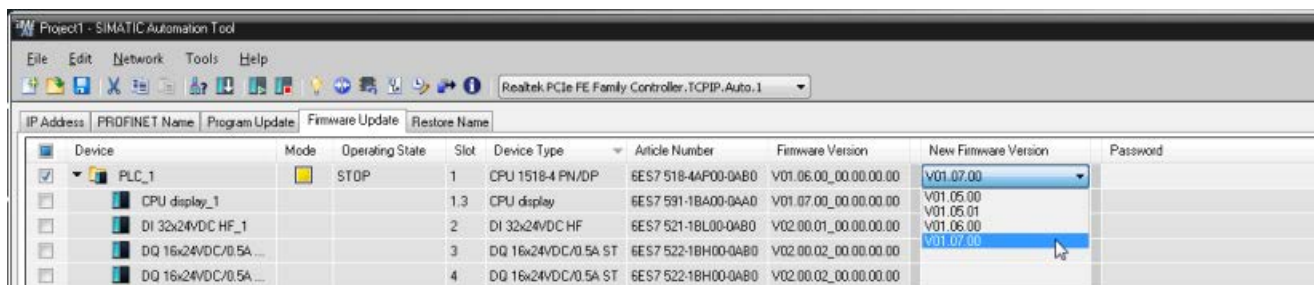 Project1 - SIMATIC Automation Tool
File Edit Network Tools Help
Realtek PCIe FE Family Controller.TCPIP.Auto.1
IP Address PROFINET Name Program Update Firmware Update Restore Name
Device Mode Operating State Slot Device Type Article Number Firmware Version New Firmware Version Password
PLC_1 STOP 1 CPU 1518-4 PN/DP 6ES7 518-4AP00-0AB0 V01.06.00_00.00.00.00 V01.07.00
CPU display_1 1.3 CPU display 6ES7 591-1BA00-0AA0 V01.07.00_00.00.00.00 V01.05.00
V01.05.01
DI 32x24VDC HF_1 2 DI 32x24VDC HF 6ES7 521-1BL00-0AB0 V02.00.01_00.00.00.00 V01.06.00
DQ 16x24VDC/0.5A ... 3 DQ 16x24VDC/0.5A ST 6ES7 522-1BH00-0AB0 V02.00.02_00.00.00.00 V01.07.00
DQ 16x24VDC/0.5A ... 4 DQ 16x24VDC/0.5A ST 6ES7 522-1BH00-0AB0 V02.00.02_00.00.00.00